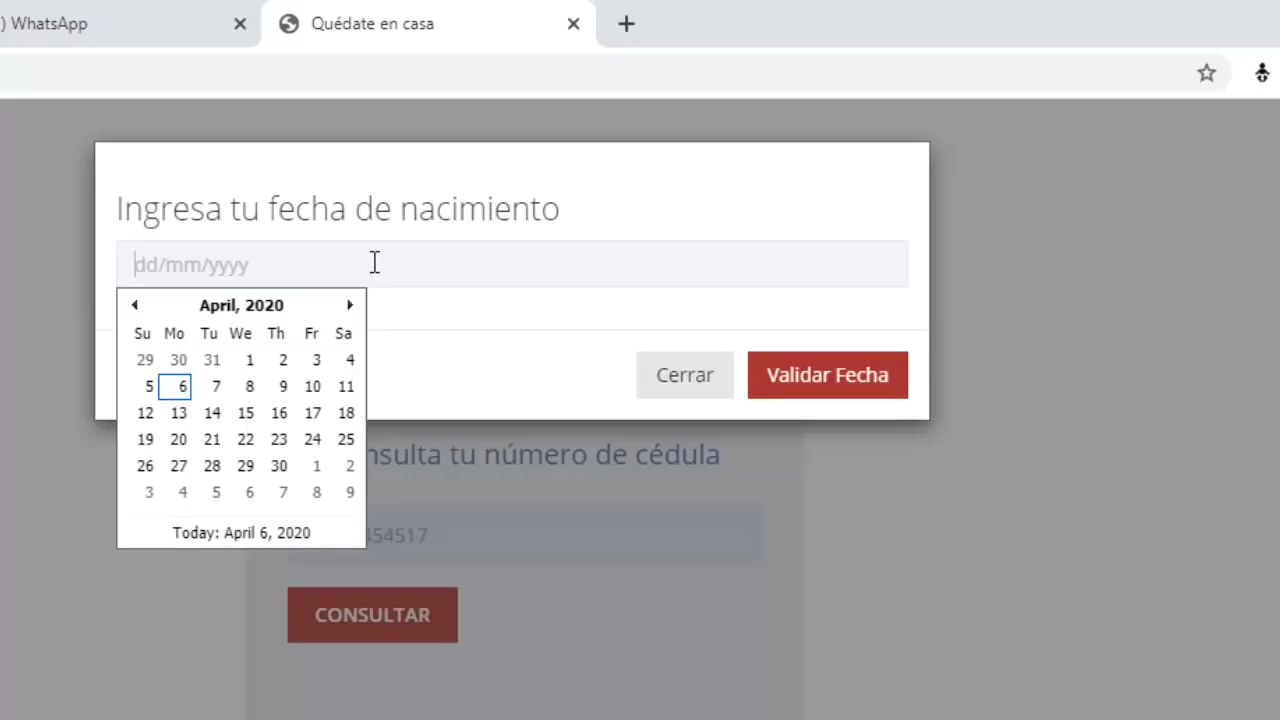 ) WhatsApp
Quédate en casa
Ingresa tu fecha de nacimiento
dd/mm/yyyy
April, 2020
Su Mo Tu We Th Fr Sa
29 30 31 1 2 3 4
5 6 7 8 9 10 11
12 13 14 15 16 17 18
19 20 21 22 23 24 25
26 27 28 29 30 1 2
3 4 5 6 7 8 9
Today: April 6, 2020
Cerrar
Validar Fecha
nsulta tu número de cédula
454517
CONSULTAR